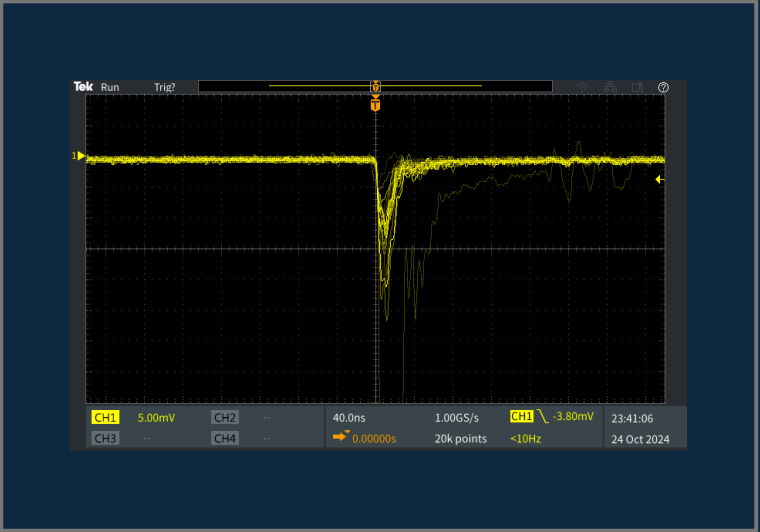 Tek Run Trig?
T
T
1
CH1 5.00mV CH2 -- 40.0ns 1.00GS/s CH1 -3.80mV 23:41:06
CH3 -- CH4 -- 0.00000s 20k points <10Hz 24 Oct 2024